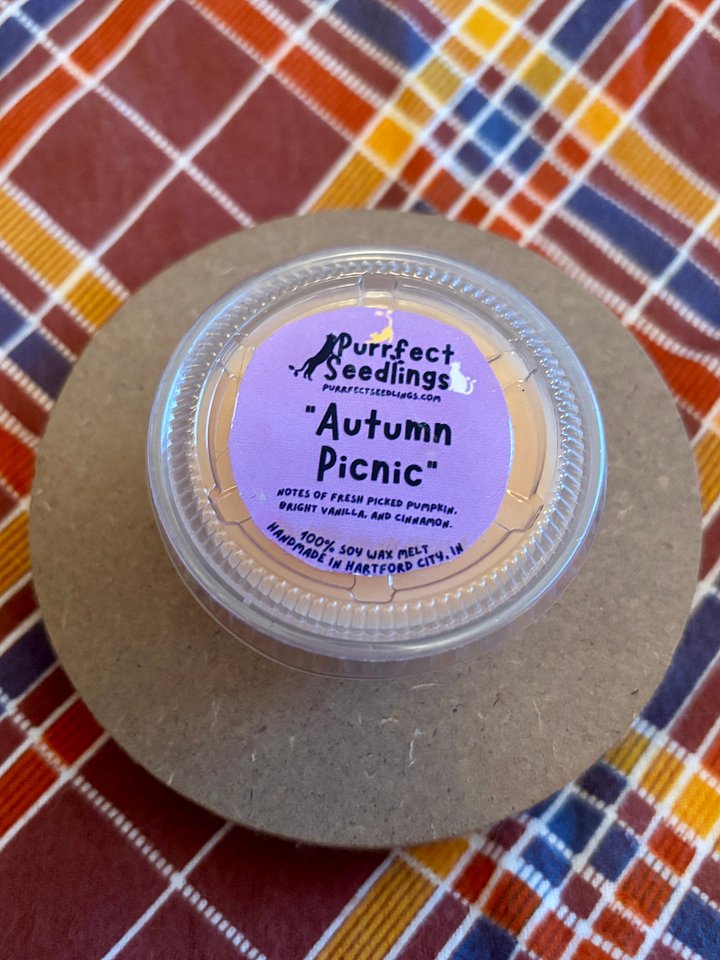 Purrfect
Seedlings
PURRFECTSEEDLINGS.COM
"Autumn
Picnic"
NOTES OF FRESH PICKED PUMPKIN,
BRIGHT VANILLA, AND CINNAMON.
100% SOY WAX MELT
HANDMADE IN HARTFORD CITY, IN